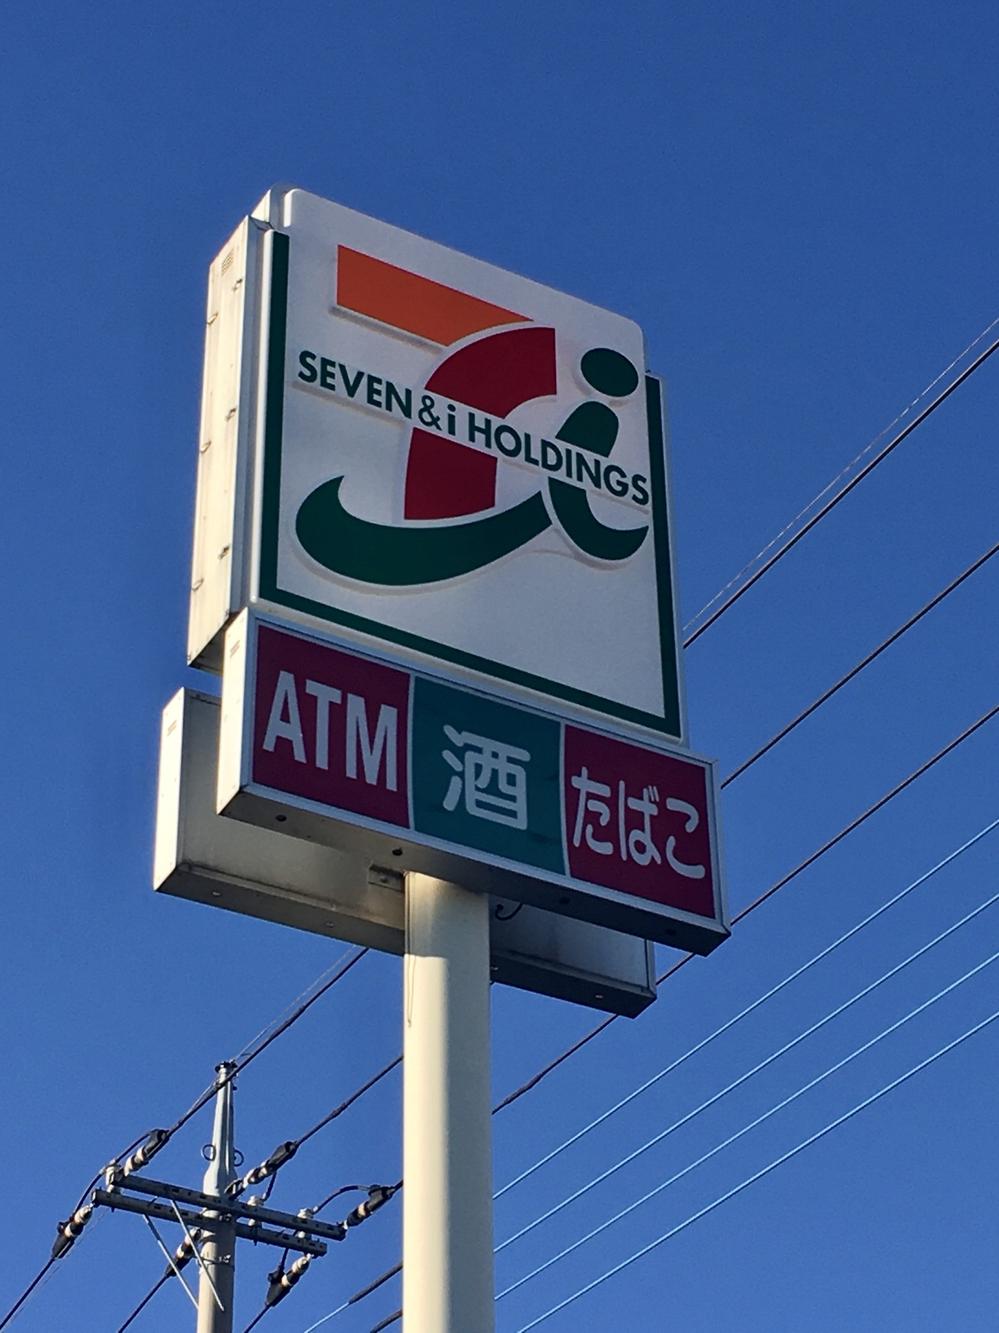 SEVEN&i HOLDINGS
ATM 酒 たばこ